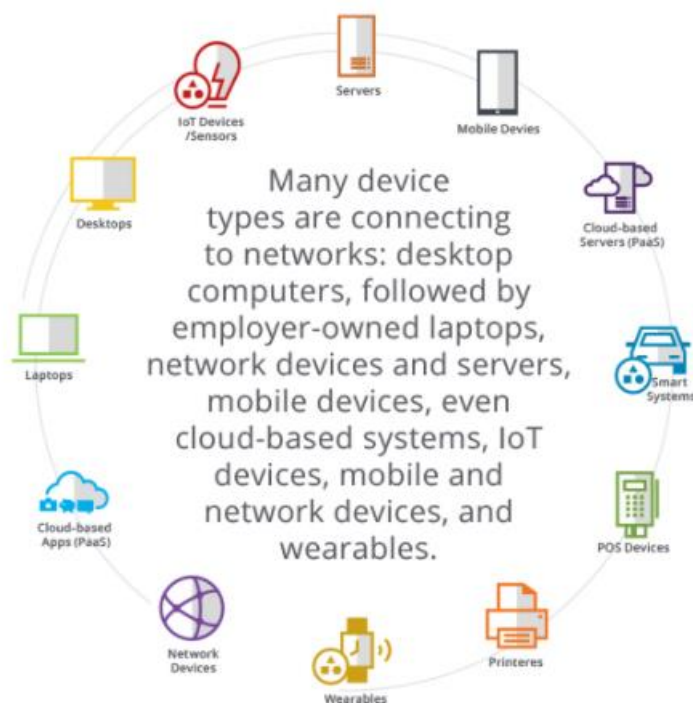 Servers
Mobile Devies
IoT Devices
/Sensors
Desktops
Cloud-based
Servers (PaaS)
Many device
types are connecting
to networks: desktop
computers, followed by
employer-owned laptops,
network devices and servers,
mobile devices, even
cloud-based systems, IoT
devices, mobile and
network devices, and
wearables.
Laptops
Smart
Systems
Cloud-based
Apps (PaaS)
POS Devices
Network
Devices
Printeres
Wearables